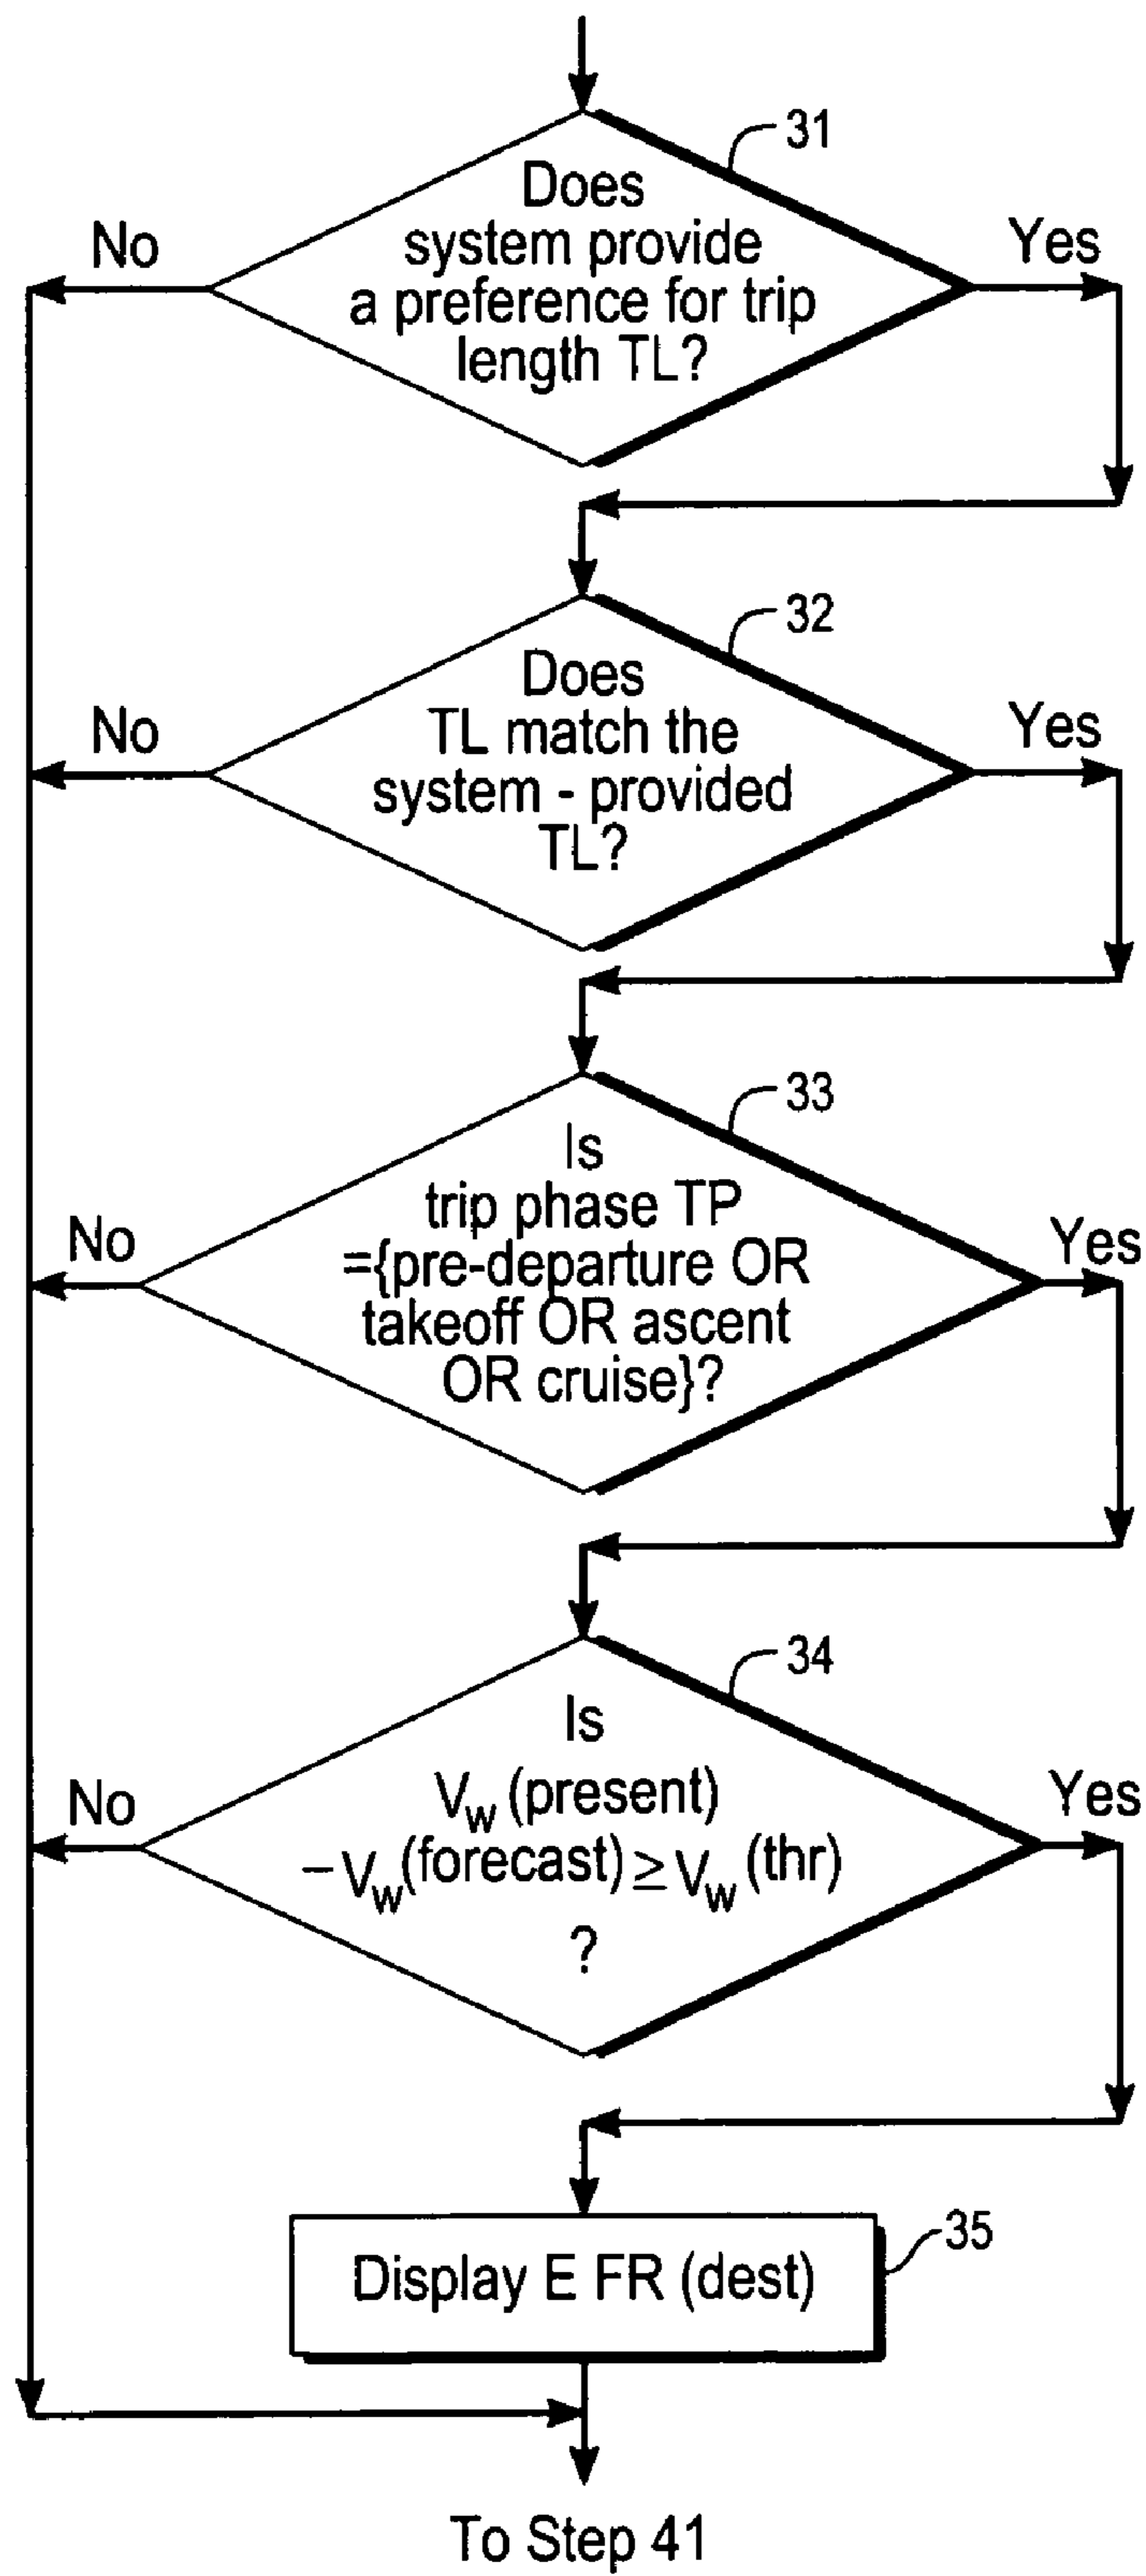 31
Does
system provide
a preference for trip
length TL?
No
Yes
32
Does
TL match the
system - provided
TL?
No
Yes
33
Is
trip phase TP
={pre-departure OR
takeoff OR ascent
OR cruise}?
No
Yes
34
Is
Vw (present)
–Vw(forecast) ≥ Vw (thr)
?
No
Yes
35
Display E FR (dest)
To Step 41